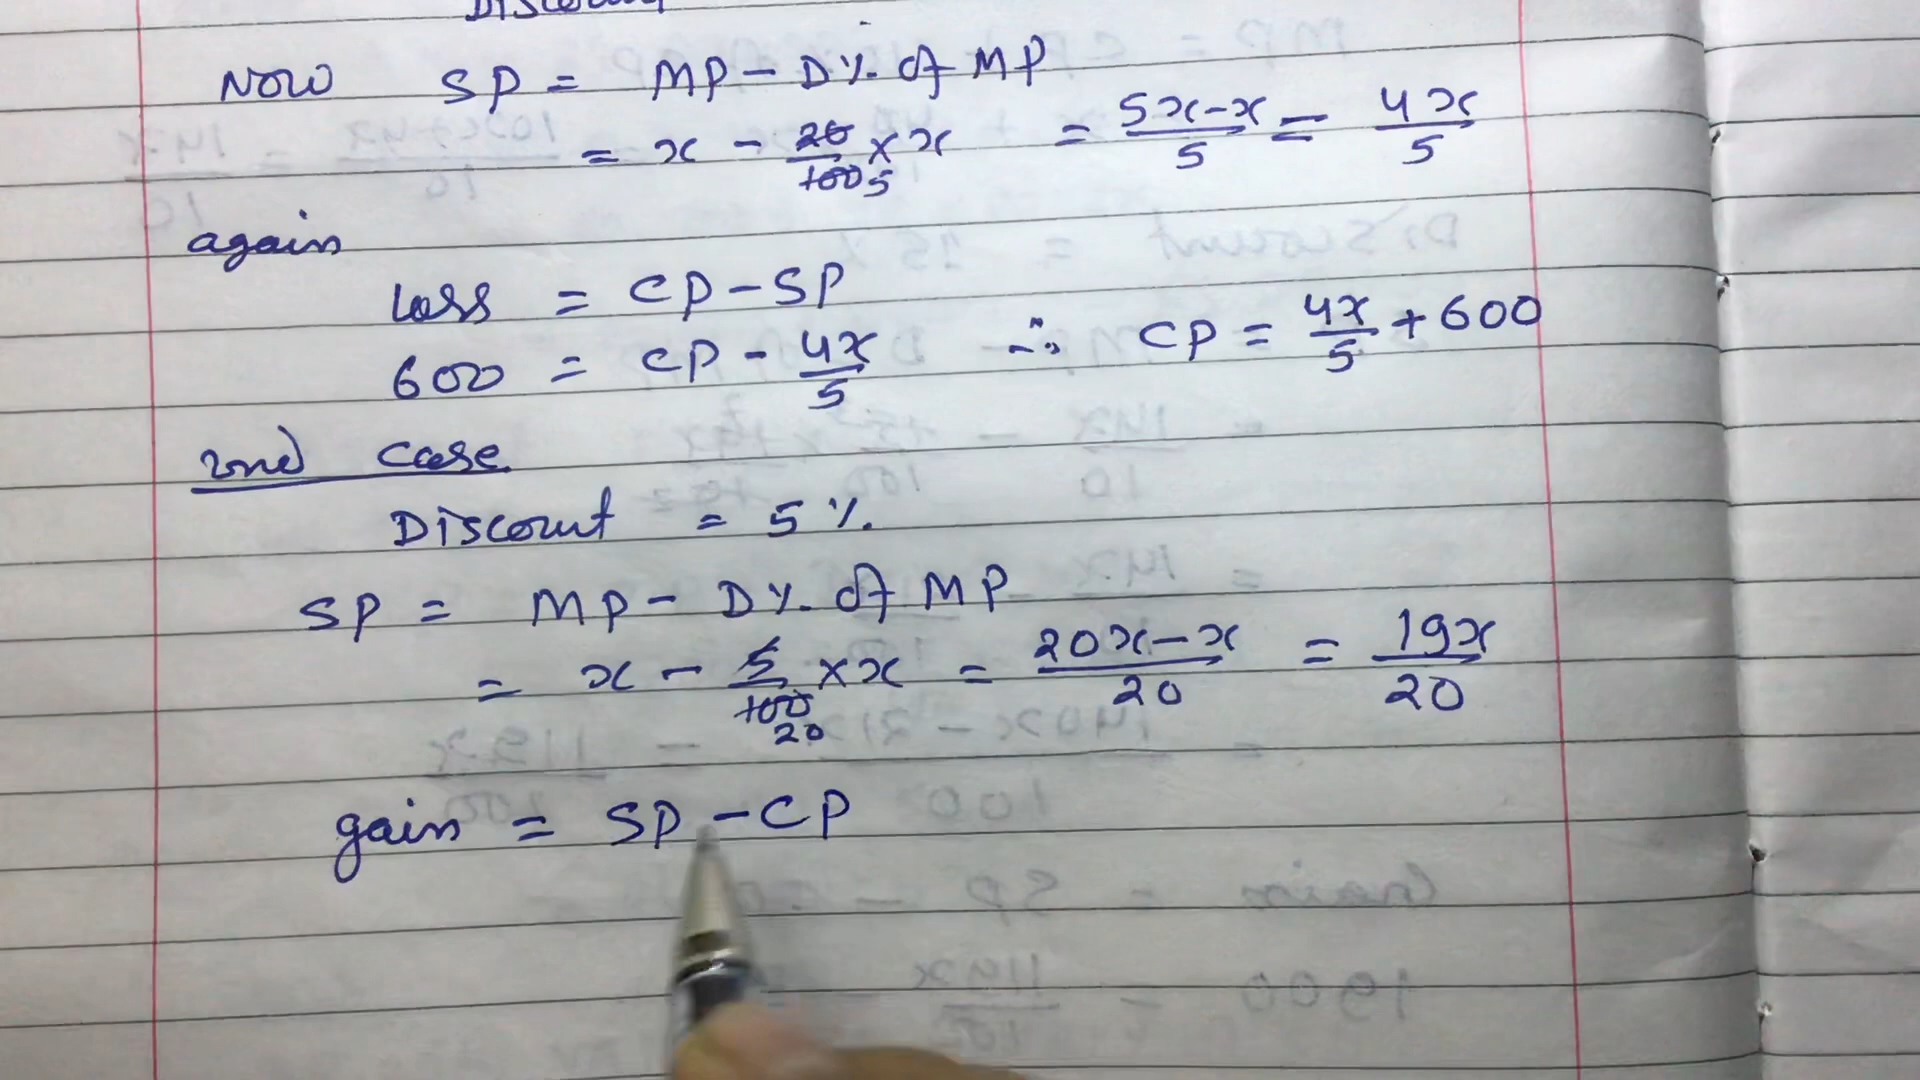 Now SP = MP - D% of MP
= x - 20/100 5 × x = 5x-x/5 = 4x/5
again
loss = CP - SP
600 = CP - 4x/5 ∴ CP = 4x/5 + 600
2nd case
Discount = 5%
SP = MP - D% of MP
= x - 5/100 20 × x = 20x-x/20 = 19x/20
gain = SP - CP